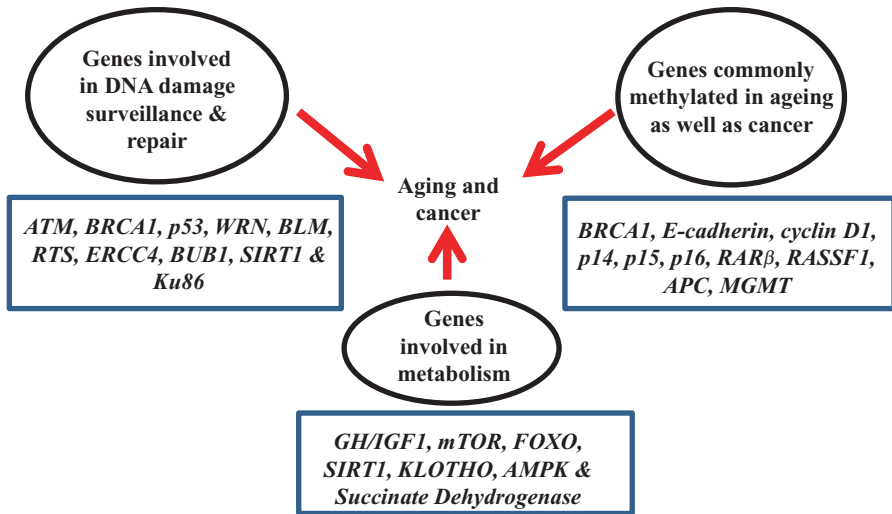 Genes involved
in DNA damage
surveillance &
repair
Genes commonly
methylated in ageing
as well as cancer
Aging and
cancer
ATM, BRCA1, p53, WRN, BLM,
RTS, ERCC4, BUB1, SIRT1 &
Ku86
BRCA1, E-cadherin, cyclin D1,
p14, p15, p16, RARβ, RASSF1,
APC, MGMT
Genes
involved in
metabolism
GH/IGF1, mTOR, FOXO,
SIRT1, KLOTHO, AMPK &
Succinate Dehydrogenase